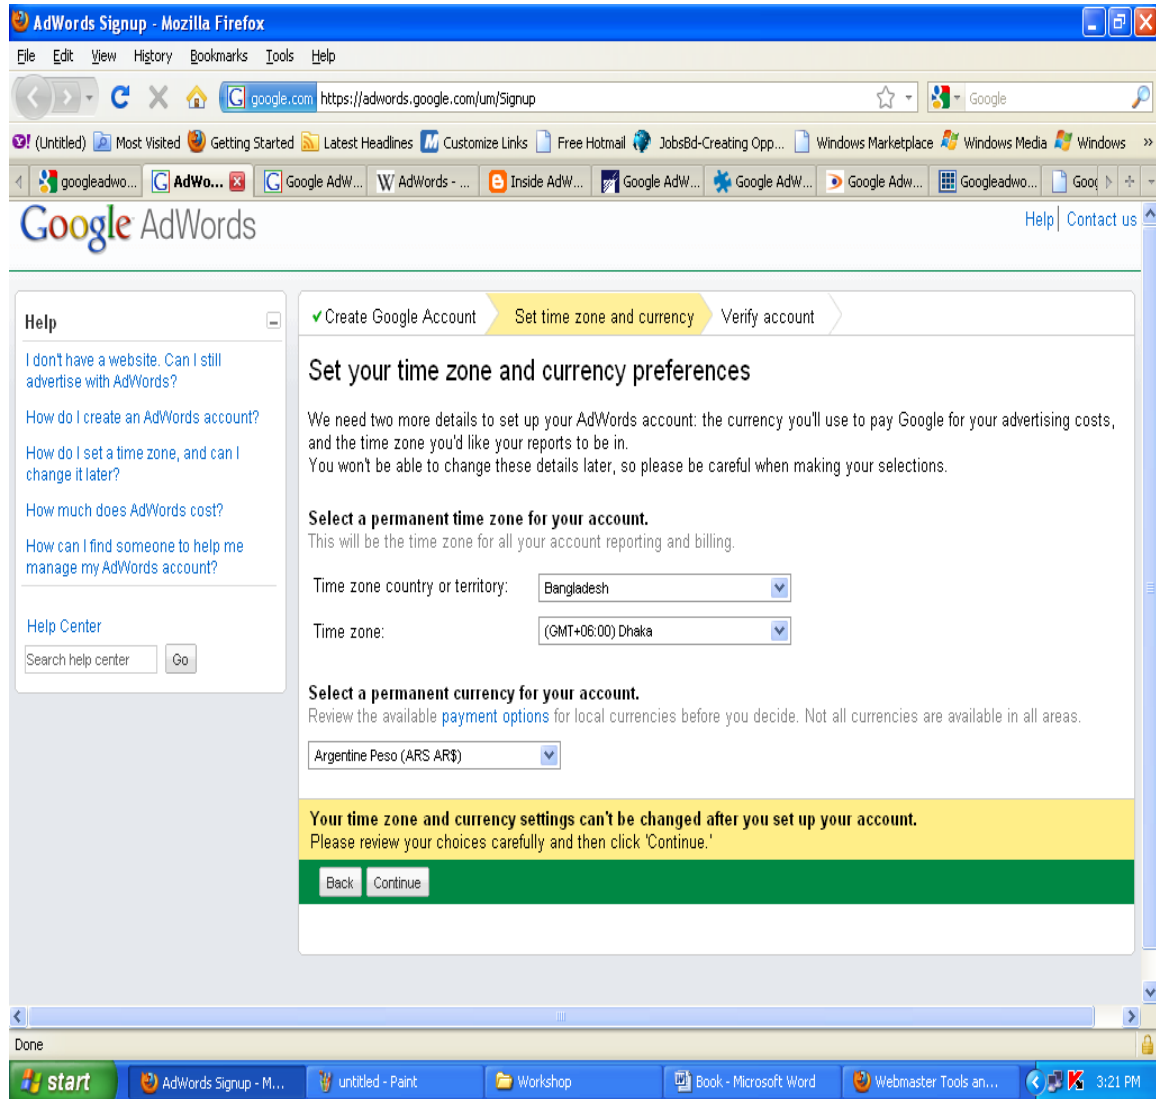 AdWords Signup - Mozilla Firefox
File Edit View History Bookmarks Tools Help
google.com https://adwords.google.com/um/Signup
Google
(Untitled) Most Visited Getting Started Latest Headlines Customize Links Free Hotmail JobsBd-Creating Opp... Windows Marketplace Windows Media Windows »
googleadwo... AdWo... Google AdW... AdWords - ... Inside AdW... Google AdW... Google AdW... Google Adw... Googleadwo... Goog
Google AdWords
Help Contact us
Help
I don't have a website. Can I still
advertise with AdWords?
How do I create an AdWords account?
How do I set a time zone, and can I
change it later?
How much does AdWords cost?
How can I find someone to help me
manage my AdWords account?
Help Center
Search help center Go
Create Google Account Set time zone and currency Verify account
Set your time zone and currency preferences
We need two more details to set up your AdWords account: the currency you'll use to pay Google for your advertising costs,
and the time zone you'd like your reports to be in.
You won't be able to change these details later, so please be careful when making your selections.
Select a permanent time zone for your account.
This will be the time zone for all your account reporting and billing.
Time zone country or territory: Bangladesh
Time zone: (GMT+06:00) Dhaka
Select a permanent currency for your account.
Review the available payment options for local currencies before you decide. Not all currencies are available in all areas.
Argentine Peso (ARS AR$)
Your time zone and currency settings can't be changed after you set up your account.
Please review your choices carefully and then click 'Continue.'
Back Continue
Done
start AdWords Signup - M... untitled - Paint Workshop Book - Microsoft Word Webmaster Tools an... 3:21 PM